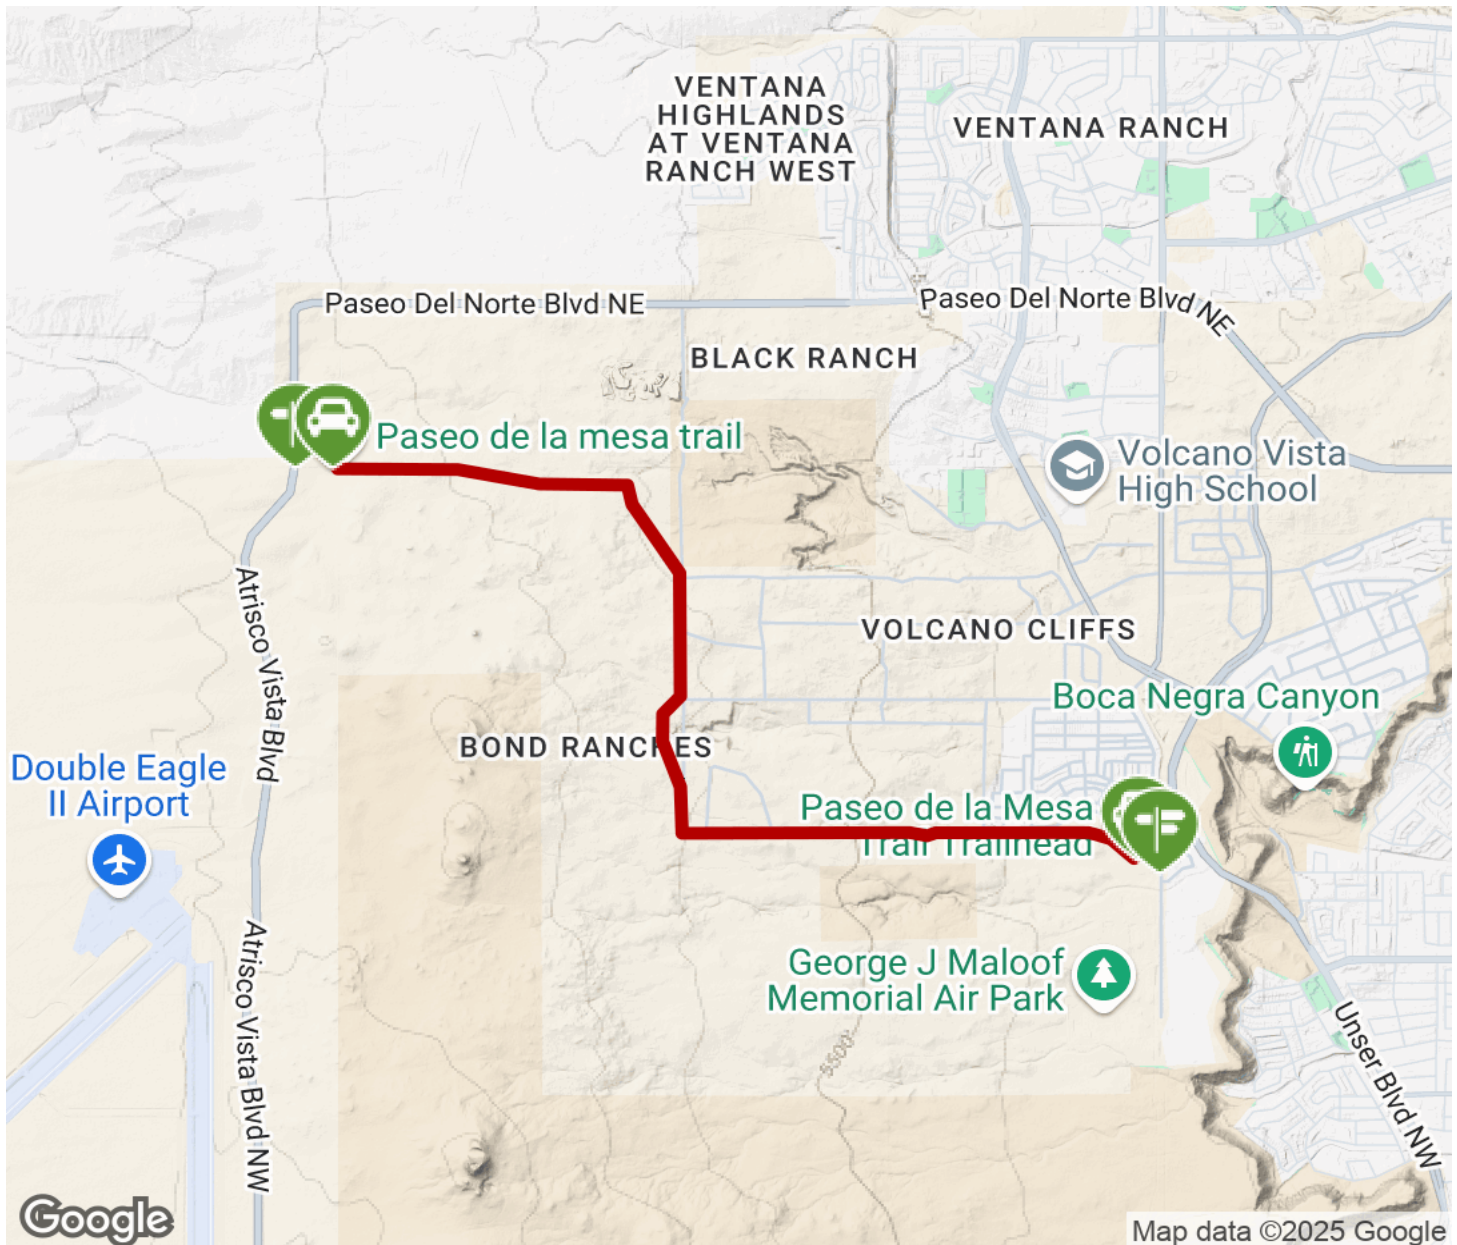 VENTANA
HIGHLANDS
AT VENTANA
RANCH WEST
VENTANA RANCH
Paseo Del Norte Blvd NE
Paseo Del Norte Blvd NE
BLACK RANCH
Paseo de la mesa trail
Volcano Vista
High School
Atrisco Vista Blvd
VOLCANO CLIFFS
Boca Negra Canyon
BOND RANCHES
Double Eagle
II Airport
Paseo de la Mesa
Trail Trailhead
Atrisco Vista Blvd NW
George J Maloof
Memorial Air Park
5500'
Unser Blvd NW
Google
Map data ©2025 Google